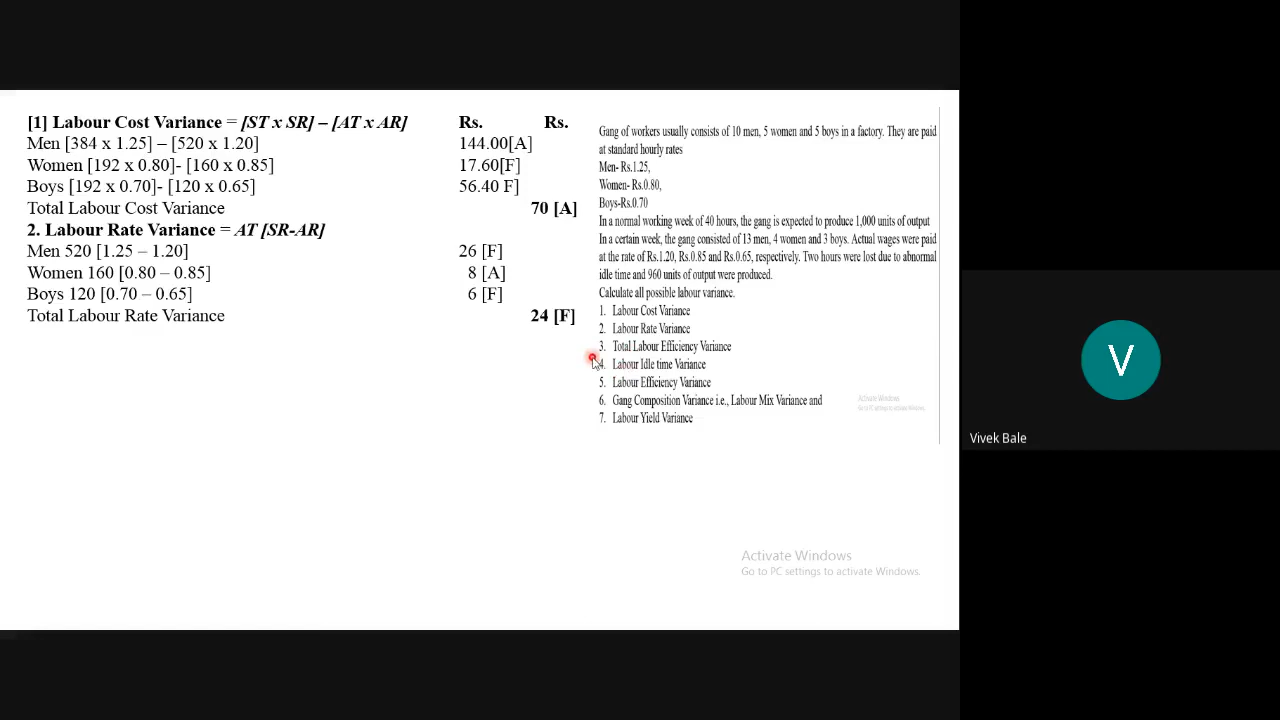 [1] Labour Cost Variance = [ST x SR] – [AT x AR] Rs. Rs.
Men [384 x 1.25] – [520 x 1.20] 144.00[A]
Women [192 x 0.80]- [160 x 0.85] 17.60[F]
Boys [192 x 0.70]- [120 x 0.65] 56.40 F]
Total Labour Cost Variance 70 [A]
2. Labour Rate Variance = AT [SR-AR]
Men 520 [1.25 – 1.20] 26 [F]
Women 160 [0.80 – 0.85] 8 [A]
Boys 120 [0.70 – 0.65] 6 [F]
Total Labour Rate Variance 24 [F]
Gang of workers usually consists of 10 men, 5 women and 5 boys in a factory. They are paid
at standard hourly rates
Men- Rs.1.25,
Women- Rs.0.80,
Boys-Rs.0.70
In a normal working week of 40 hours, the gang is expected to produce 1,000 units of output
In a certain week, the gang consisted of 13 men, 4 women and 3 boys. Actual wages were paid
at the rate of Rs.1.20, Rs.0.85 and Rs.0.65, respectively. Two hours were lost due to abnormal
idle time and 960 units of output were produced.
Calculate all possible labour variance.
1. Labour Cost Variance
2. Labour Rate Variance
3. Total Labour Efficiency Variance
4. Labour Idle time Variance
5. Labour Efficiency Variance
6. Gang Composition Variance i.e., Labour Mix Variance and
7. Labour Yield Variance
Activate Windows
Go to PC settings to activate Windows.
Activate Windows
Go to PC settings to activate Windows.
V
Vivek Bale